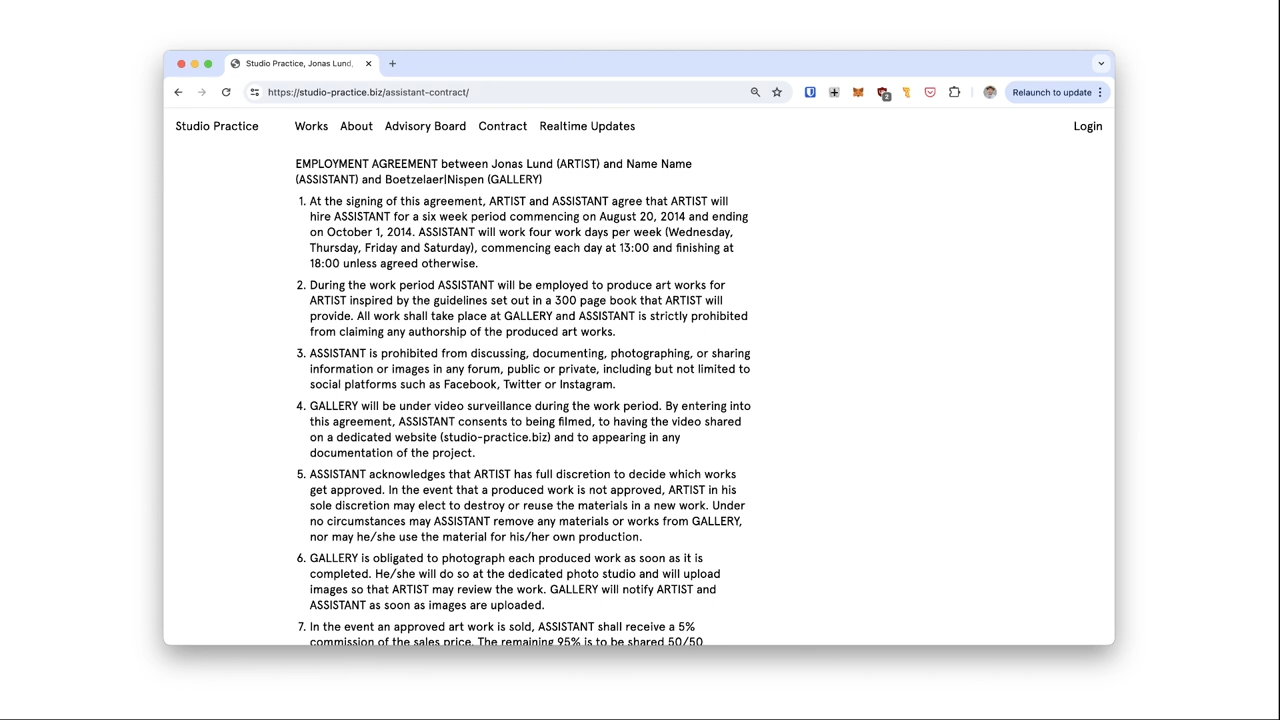 Studio Practice, Jonas Lund,
https://studio-practice.biz/assistant-contract/
2
Relaunch to update
Studio Practice
Works About Advisory Board Contract Realtime Updates
Login
EMPLOYMENT AGREEMENT between Jonas Lund (ARTIST) and Name Name
(ASSISTANT) and Boetzelaer|Nispen (GALLERY)
1. At the signing of this agreement, ARTIST and ASSISTANT agree that ARTIST will
hire ASSISTANT for a six week period commencing on August 20, 2014 and ending
on October 1, 2014. ASSISTANT will work four work days per week (Wednesday,
Thursday, Friday and Saturday), commencing each day at 13:00 and finishing at
18:00 unless agreed otherwise.
2. During the work period ASSISTANT will be employed to produce art works for
ARTIST inspired by the guidelines set out in a 300 page book that ARTIST will
provide. All work shall take place at GALLERY and ASSISTANT is strictly prohibited
from claiming any authorship of the produced art works.
3. ASSISTANT is prohibited from discussing, documenting, photographing, or sharing
information or images in any forum, public or private, including but not limited to
social platforms such as Facebook, Twitter or Instagram.
4. GALLERY will be under video surveillance during the work period. By entering into
this agreement, ASSISTANT consents to being filmed, to having the video shared
on a dedicated website (studio-practice.biz) and to appearing in any
documentation of the project.
5. ASSISTANT acknowledges that ARTIST has full discretion to decide which works
get approved. In the event that a produced work is not approved, ARTIST in his
sole discretion may elect to destroy or reuse the materials in a new work. Under
no circumstances may ASSISTANT remove any materials or works from GALLERY,
nor may he/she use the material for his/her own production.
6. GALLERY is obligated to photograph each produced work as soon as it is
completed. He/she will do so at the dedicated photo studio and will upload
images so that ARTIST may review the work. GALLERY will notify ARTIST and
ASSISTANT as soon as images are uploaded.
7. In the event an approved art work is sold, ASSISTANT shall receive a 5%
commission of the sales price. The remaining 95% is to be shared 50/50